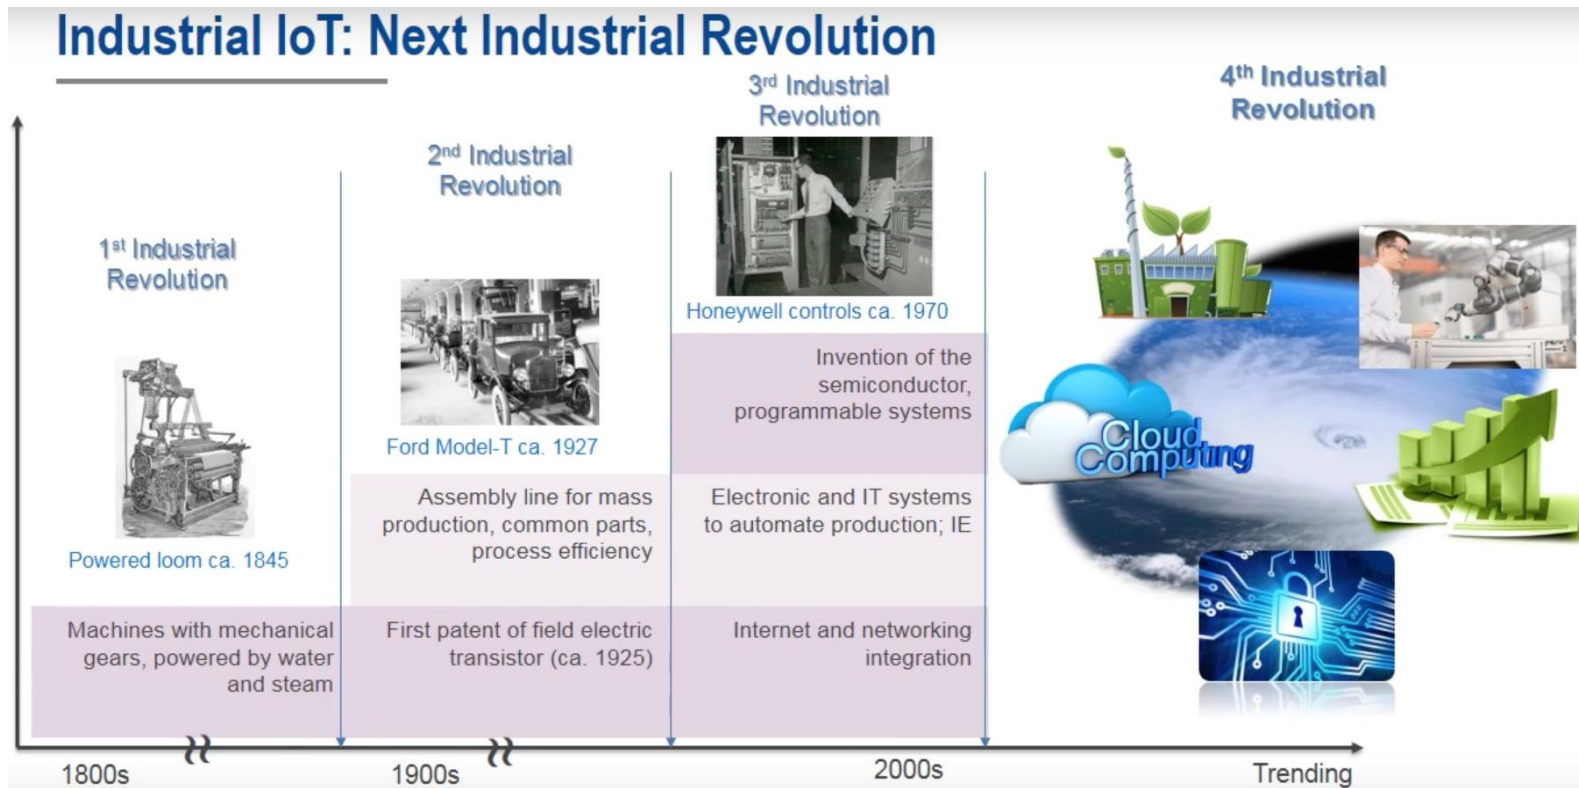 Industrial IoT: Next Industrial Revolution
1st Industrial
Revolution
Powered loom ca. 1845
Machines with mechanical
gears, powered by water
and steam
2nd Industrial
Revolution
Ford Model-T ca. 1927
Assembly line for mass
production, common parts,
process efficiency
First patent of field electric
transistor (ca. 1925)
3rd Industrial
Revolution
Honeywell controls ca. 1970
Invention of the
semiconductor,
programmable systems
Electronic and IT systems
to automate production; IE
Internet and networking
integration
4th Industrial
Revolution
Cloud
Computing
1800s
1900s
2000s
Trending